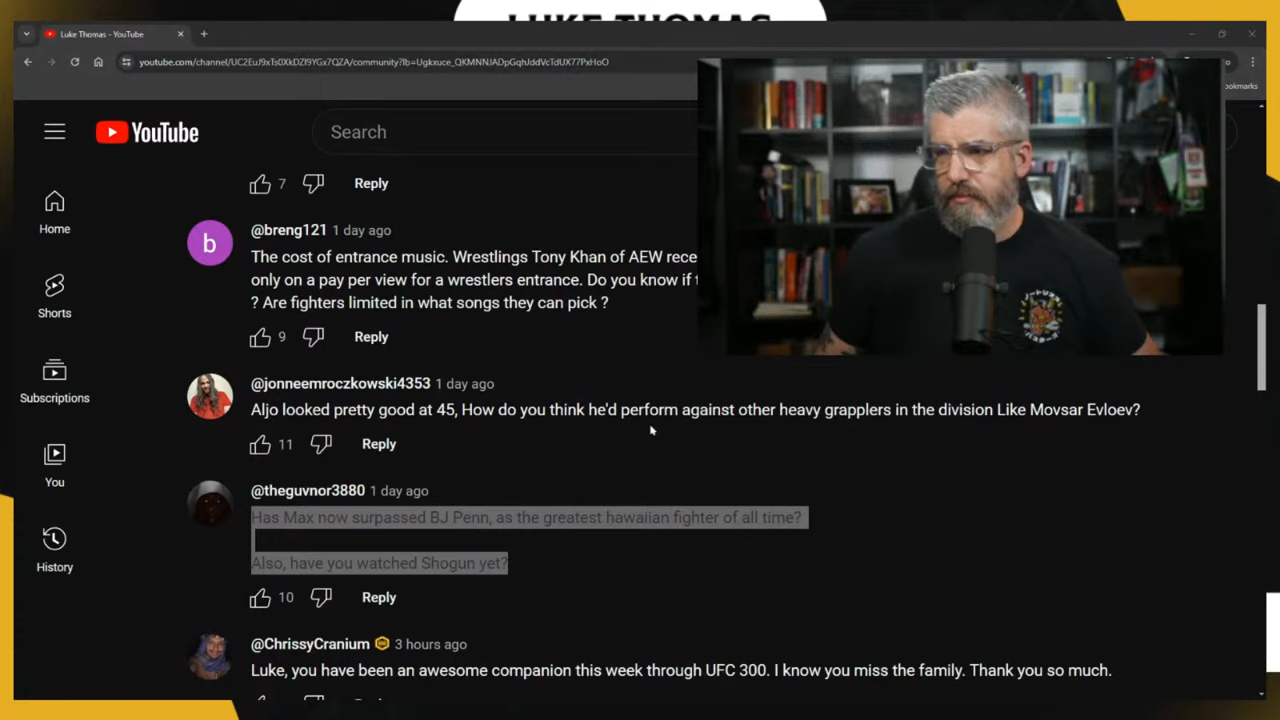 LUKE THOMAS
Luke Thomas - YouTube
youtube.com/channel/UC2EuJ9xTs0XkDZl9YGx7QZA/community?lb=Ugkxuce_QKMNNJADpGqhJddVcTdUX77PxHoO
YouTube
Search
7
Reply
Home
@breng121 1 day ago
b
The cost of entrance music. Wrestlings Tony Khan of AEW rece
only on a pay per view for a wrestlers entrance. Do you know if t
? Are fighters limited in what songs they can pick ?
Shorts
9
Reply
Subscriptions
@jonneemroczkowski4353 1 day ago
Aljo looked pretty good at 45, How do you think he'd perform against other heavy grapplers in the division Like Movsar Evloev?
11
Reply
You
@theguvnor3880 1 day ago
Has Max now surpassed BJ Penn, as the greatest hawaiian fighter of all time?
Also, have you watched Shogun yet?
History
10
Reply
@ChrissyCranium 3 hours ago
Luke, you have been an awesome companion this week through UFC 300. I know you miss the family. Thank you so much.